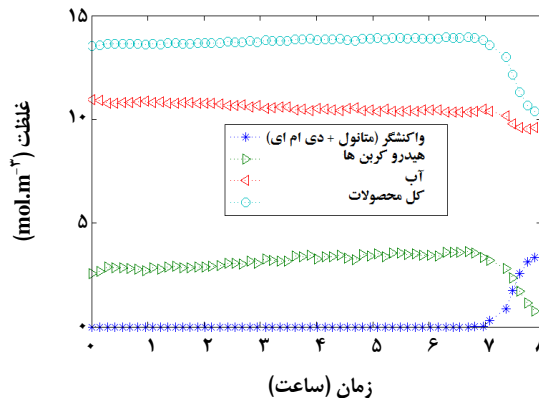 ۱۵
۱۰
۵
۰
غلظت (mol.m⁻³)
واکنشگر (متانول + دی ام ای)
هیدرو کربن ها
آب
کل محصولات
۰ ۱ ۲ ۳ ۴ ۵ ۶ ۷ ۸
زمان (ساعت)